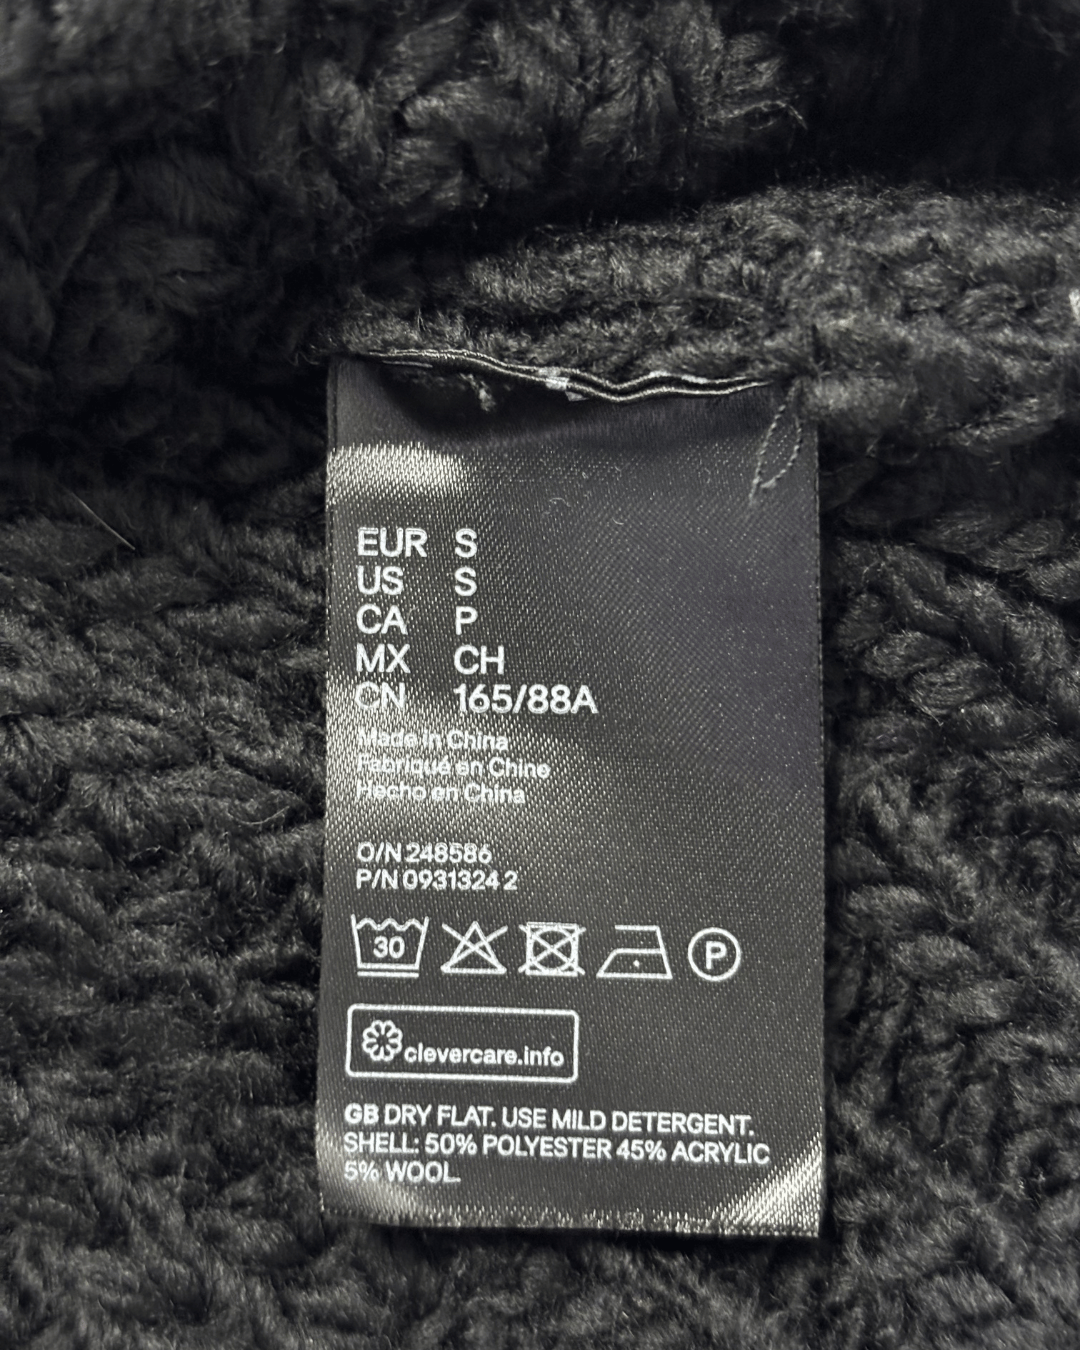 EUR S
US S
CA P
MX CH
CN 165/88A
Made in China
Fabriqué en Chine
Hecho en China
O/N 248586
P/N 0931324 2
30
P
clevercare.info
GB DRY FLAT. USE MILD DETERGENT.
SHELL: 50% POLYESTER 45% ACRYLIC
5% WOOL